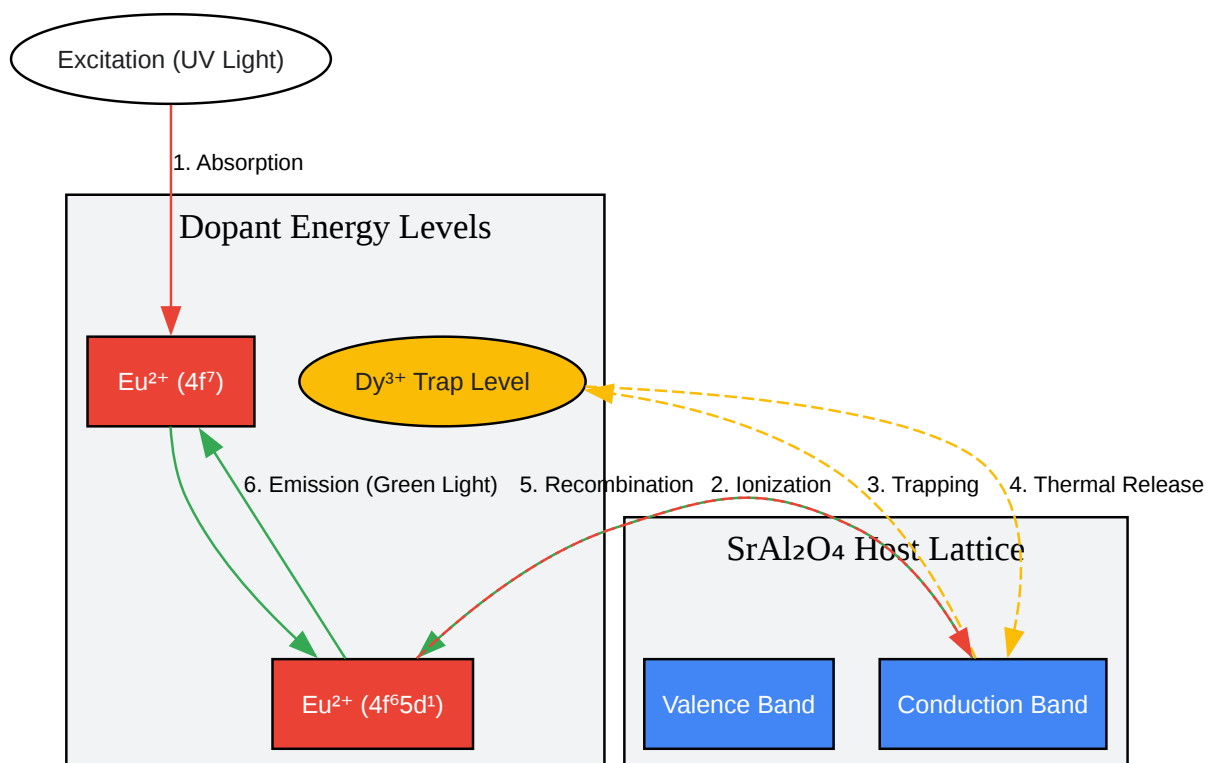 Excitation (UV Light)
1. Absorption
Dopant Energy Levels
Eu²⁺ (4f⁷)
Dy³⁺ Trap Level
6. Emission (Green Light)
5. Recombination
2. Ionization
3. Trapping
4. Thermal Release
SrAl₂O₄ Host Lattice
Eu²⁺ (4f⁶5d¹)
Valence Band
Conduction Band